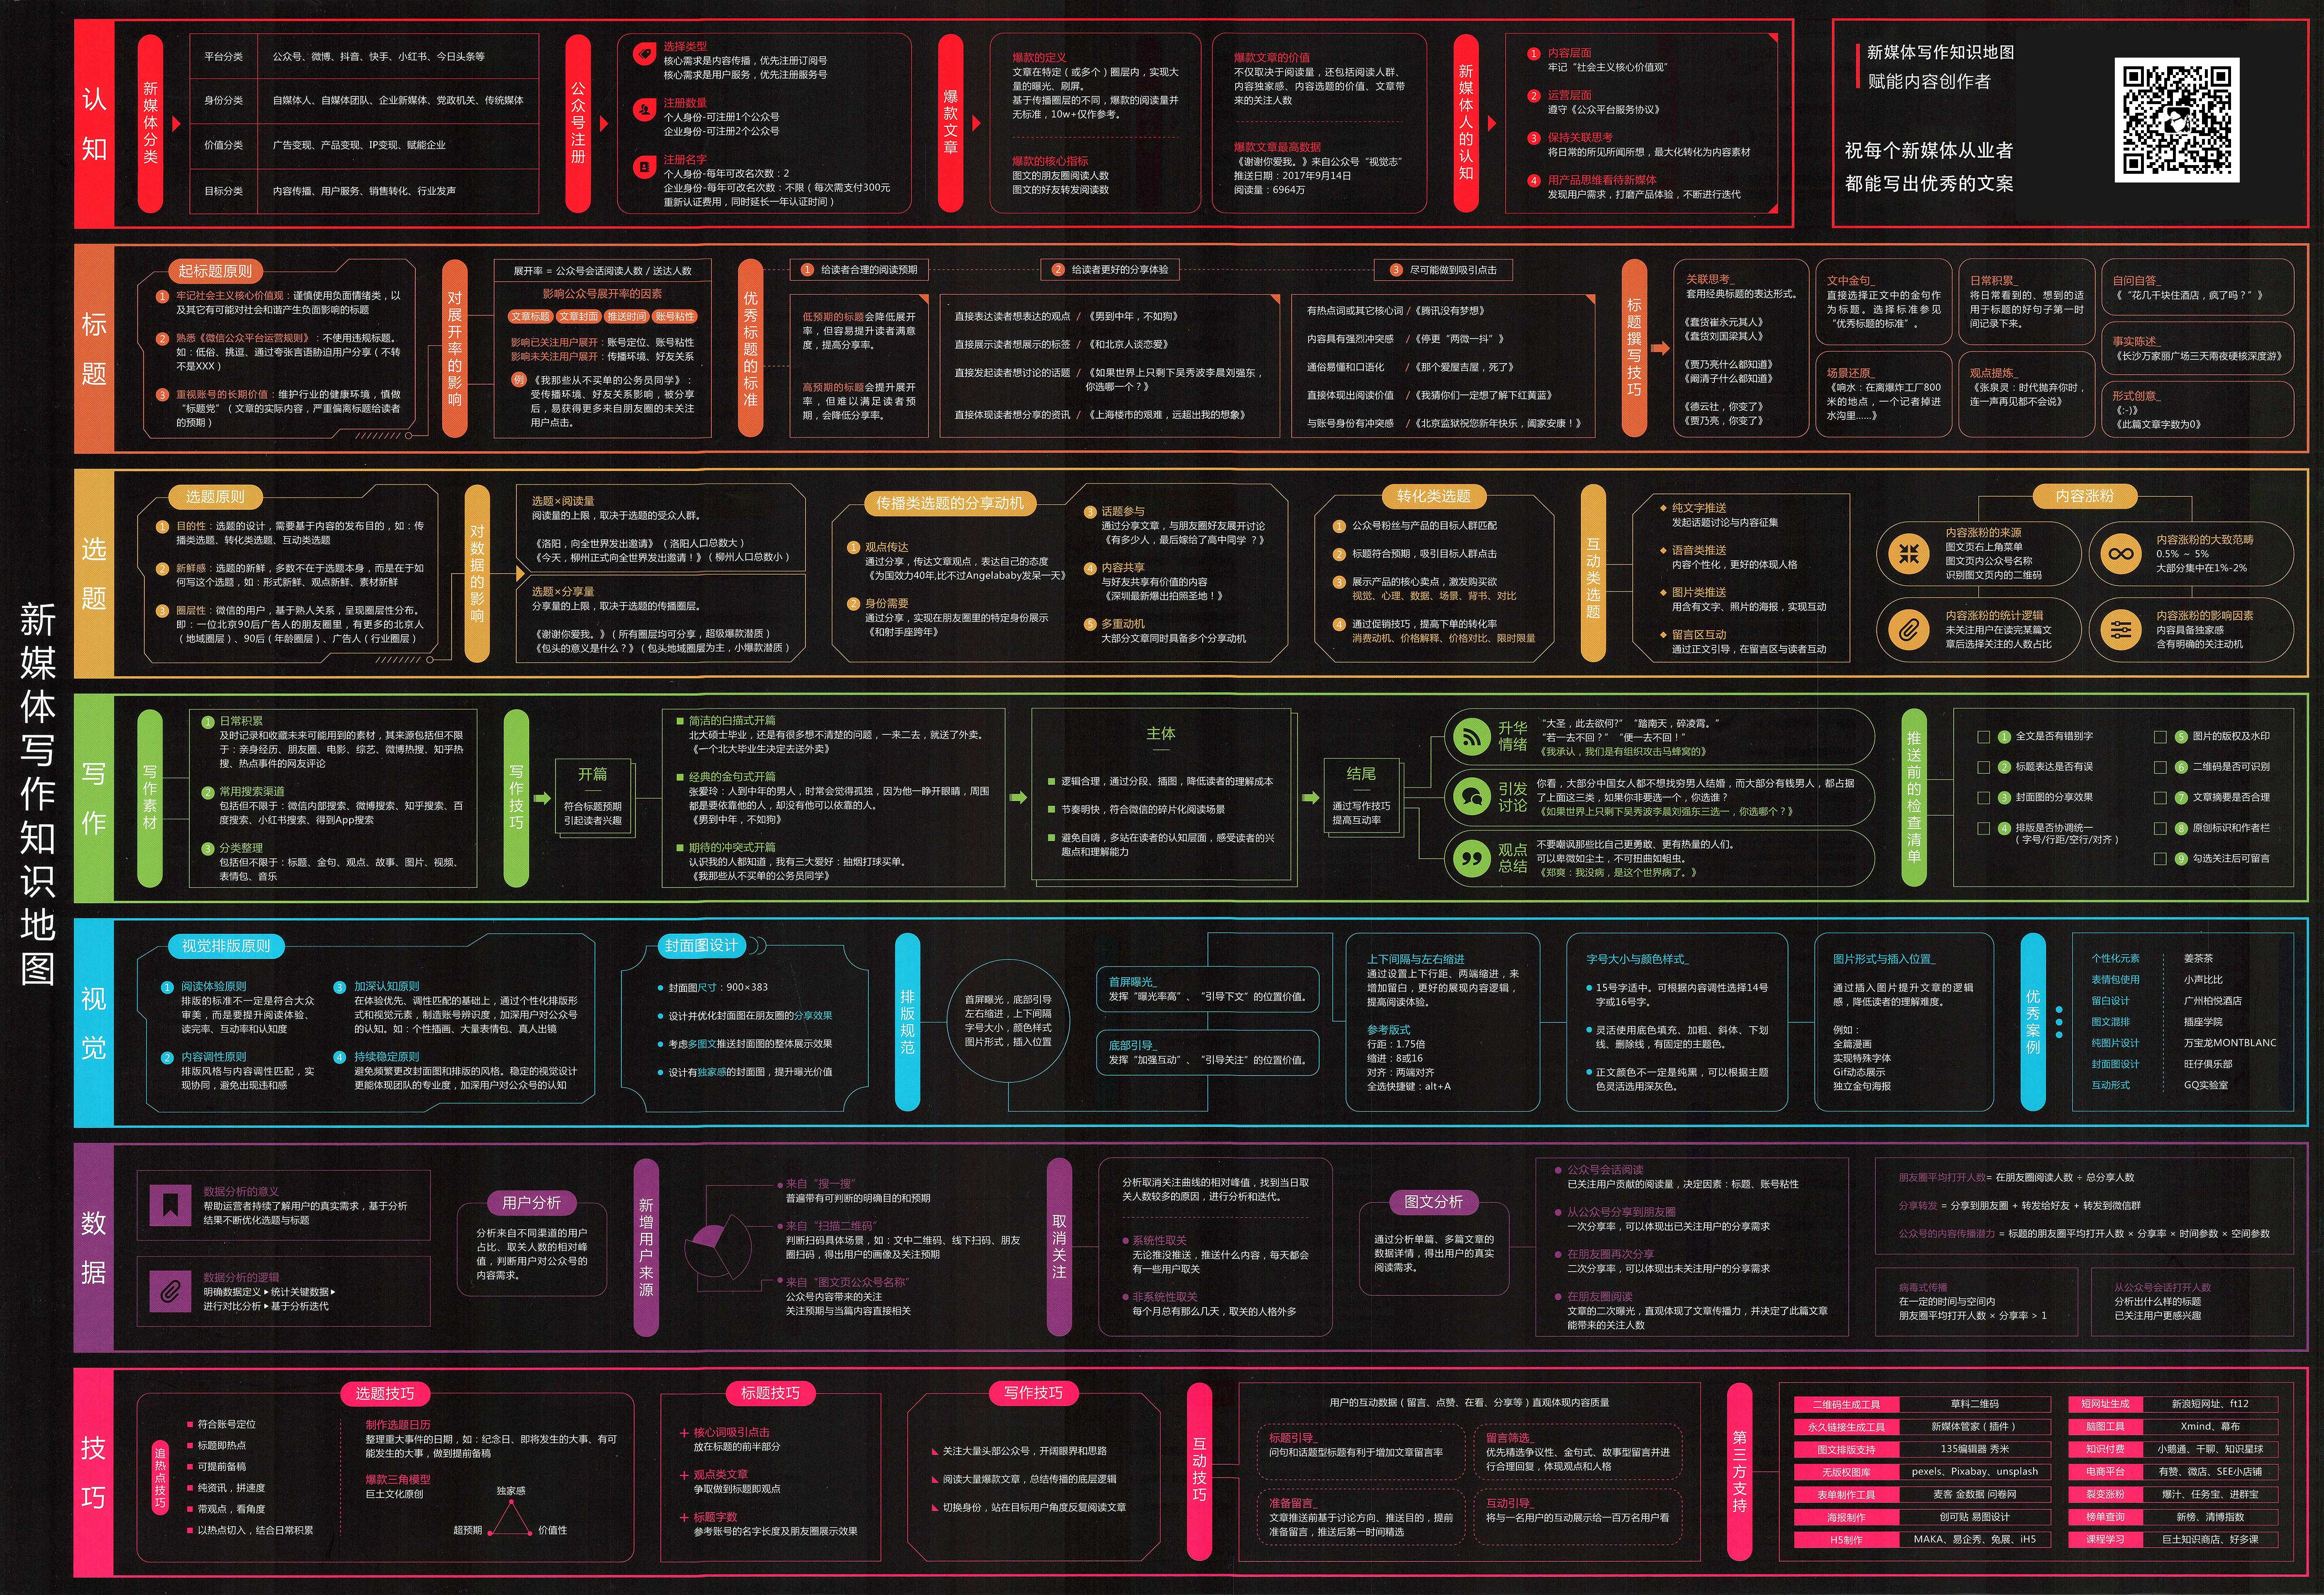 新媒体写作知识地图
认知
新媒体分类
平台分类
公众号、微博、抖音、快手、小红书、今日头条等
身份分类
自媒体人、自媒体团队、企业新媒体、党政机关、传统媒体
价值分类
广告变现、产品变现、IP变现、赋能企业
目标分类
内容传播、用户服务、销售转化、行业发声
公众号注册
选择类型
核心需求是内容传播，优先注册订阅号
核心需求是用户服务，优先注册服务号
注册数量
个人身份-可注册1个公众号
企业身份-可注册2个公众号
注册名字
个人身份-每年可改名次数：2
企业身份-每年可改名次数：不限（每次需支付300元
重新认证费用，同时延长一年认证时间）
爆款文章
爆款的定义
文章在特定（或多个）圈层内，实现大
量的曝光、刷屏。
基于传播圈层的不同，爆款的阅读量并
无标准，10w+仅作参考。
爆款的核心指标
图文的朋友圈阅读人数
图文的好友转发阅读数
爆款文章的价值
不仅取决于阅读量，还包括阅读人群、
内容独家感、内容选题的价值、文章带
来的关注人数
爆款文章最高数据
《谢谢你爱我。》来自公众号“视觉志”
推送日期：2017年9月14日
阅读量：6964万
新媒体人的认知
1 内容层面
牢记“社会主义核心价值观”
2 运营层面
遵守《公众平台服务协议》
3 保持关联思考
将日常的所见所闻所想，最大化转化为内容素材
4 用产品思维看待新媒体
发现用户需求，打磨产品体验，不断进行迭代
新媒体写作知识地图
赋能内容创作者
祝每个新媒体从业者
都能写出优秀的文案
标题
起标题原则
1 牢记社会主义核心价值观：谨慎使用负面情绪类，以
及其它有可能对社会和谐产生负面影响的标题
2 熟悉《微信公众平台运营规则》：不使用违规标题。
如：低俗、挑逗、通过夸张言语胁迫用户分享（不转
不是XXX）
3 重视账号的长期价值：维护行业的健康环境，慎做
“标题党”（文章的实际内容，严重偏离标题给读者
的预期）
对展开率的影响
展开率 = 公众号会话阅读人数 / 送达人数
影响公众号展开率的因素
文章标题 文章封面 推送时间 账号粘性
影响已关注用户展开：账号定位、账号粘性
影响未关注用户展开：传播环境、好友关系
例 《我那些从不买单的公务员同学》：
受传播环境、好友关系影响，被分享
后，易获得更多来自朋友圈的未关注
用户点击。
优秀标题的标准
1 给读者合理的阅读预期
低预期的标题会降低展开
率，但容易提升读者满意
度，提高分享率。
高预期的标题会提升展开
率，但难以满足读者预
期，会降低分享率。
2 给读者更好的分享体验
直接表达读者想表达的观点 / 《男到中年，不如狗》
直接展示读者想展示的标签 / 《和北京人谈恋爱》
直接发起读者想讨论的话题 / 《如果世界上只剩下吴秀波李晨刘强东，
你选哪一个？》
直接体现读者想分享的资讯 / 《上海楼市的艰难，远超出我的想象》
3 尽可能做到吸引点击
有热点词或其它核心词 / 《腾讯没有梦想》
内容具有强烈冲突感 / 《停更“两微一抖”》
通俗易懂和口语化 / 《那个爱屋吉屋，死了》
直接体现出阅读价值 / 《我猜你们一定想了解下红黄蓝》
与账号身份有冲突感 / 《北京监狱祝您新年快乐，阖家安康！》
标题撰写技巧
关联思考_
套用经典标题的表达形式。
《蠢货崔永元其人》
《蠢货刘国梁其人》
《贾乃亮什么都知道》
《阚清子什么都知道》
《德云社，你变了》
《贾乃亮，你变了》
文中金句_
直接选择正文中的金句作
为标题。选择标准参见
“优秀标题的标准”。
场景还原_
《响水：在离爆炸工厂800
米的地点，一个记者掉进
水沟里……》
日常积累_
将日常看到的、想到的适
用于标题的好句子第一时
间记录下来。
观点提炼_
《张泉灵：时代抛弃你时，
连一声再见都不会说》
自问自答_
《“花几千块住酒店，疯了吗？”》
事实陈述_
《长沙万家丽广场三天兩夜硬核深度游》
形式创意_
《:-)》
《此篇文章字数为0》
选题
选题原则
1 目的性：选题的设计，需要基于内容的发布目的，如：传
播类选题、转化类选题、互动类选题
2 新鲜感：选题的新鲜，多数不在于选题本身，而是在于如
何写这个选题，如：形式新鲜、观点新鲜、素材新鲜
3 圈层性：微信的用户，基于熟人关系，呈现圈层性分布。
即：一位北京90后广告人的朋友圈里，有更多的北京人
（地域圈层）、90后（年龄圈层）、广告人（行业圈层）
对数据的影响
选题×阅读量
阅读量的上限，取决于选题的受众人群。
《洛阳，向全世界发出邀请》（洛阳人口总数大）
《今天，柳州正式向全世界发出邀请！》（柳州人口总数小）
选题×分享量
分享量的上限，取决于选题的传播圈层。
《谢谢你爱我。》（所有圈层均可分享，超级爆款潜质）
《包头的意义是什么？》（包头地域圈层为主，小爆款潜质）
传播类选题的分享动机
1 观点传达
通过分享，传达文章观点，表达自己的态度
《为国效力40年,比不过Angelababy发呆一天》
2 身份需要
通过分享，实现在朋友圈里的特定身份展示
《和射手座跨年》
3 话题参与
通过分享文章，与朋友圈好友展开讨论
《有多少人，最后嫁给了高中同学 ？》
4 内容共享
与好友共享有价值的内容
《深圳最新爆出拍照圣地！》
5 多重动机
大部分文章同时具备多个分享动机
转化类选题
1 公众号粉丝与产品的目标人群匹配
2 标题符合预期，吸引目标人群点击
3 展示产品的核心卖点，激发购买欲
视觉、心理、数据、场景、背书、对比
4 通过促销技巧，提高下单的转化率
消费动机、价格解释、价格对比、限时限量
互动类选题
纯文字推送
发起话题讨论与内容征集
语音类推送
内容个性化，更好的体现人格
图片类推送
用含有文字、照片的海报，实现互动
留言区互动
通过正文引导，在留言区与读者互动
内容涨粉
内容涨粉的来源
图文页右上角菜单
图文页内公众号名称
识别图文页内的二维码
内容涨粉的大致范畴
0.5% ～ 5%
大部分集中在1%-2%
内容涨粉的统计逻辑
未关注用户在读完某篇文
章后选择关注的人数占比
内容涨粉的影响因素
内容具备独家感
含有明确的关注动机
写作
写作素材
1 日常积累
及时记录和收藏未来可能用到的素材，其来源包括但不限
于：亲身经历、朋友圈、电影、综艺、微博热搜、知乎热
搜、热点事件的网友评论
2 常用搜索渠道
包括但不限于：微信内部搜索、微博搜索、知乎搜索、百
度搜索、小红书搜索、得到App搜索
3 分类整理
包括但不限于：标题、金句、观点、故事、图片、视频、
表情包、音乐
写作技巧
开篇
符合标题预期
引起读者兴趣
简洁的白描式开篇
北大硕士毕业，还是有很多想不清楚的问题，一来二去，就送了外卖。
《一个北大毕业生决定去送外卖》
经典的金句式开篇
张爱玲：人到中年的男人，时常会觉得孤独，因为他一睁开眼睛，周围
都是要依靠他的人，却没有他可以依靠的人。
《男到中年，不如狗》
期待的冲突式开篇
认识我的人都知道，我有三大爱好：抽烟打球买单。
《我那些从不买单的公务员同学》
主体
逻辑合理，通过分段、插图，降低读者的理解成本
节奏明快，符合微信的碎片化阅读场景
避免自嗨，多站在读者的认知层面，感受读者的兴
趣点和理解能力
结尾
通过写作技巧
提高互动率
升华情绪
“大圣，此去欲何？”“踏南天，碎凌霄。”
“若一去不回？”“便一去不回！”
《我承认，我们是有组织攻击马蜂窝的》
引发讨论
你看，大部分中国女人都不想找穷男人结婚，而大部分有钱男人，都占据
了上面这三类，如果你非要选一个，你选谁？
《如果世界上只剩下吴秀波李晨刘强东三选一，你选哪个？》
观点总结
不要嘲讽那些比自己更勇敢、更有热量的人们。
可以卑微如尘土，不可扭曲如蛆虫。
《郑爽：我没病，是这个世界病了。》
推送前的检查清单
1 全文是否有错别字
2 标题表达是否有误
3 封面图的分享效果
4 排版是否协调统一
（字号/行距/空行/对齐）
5 图片的版权及水印
6 二维码是否可识别
7 文章摘要是否合理
8 原创标识和作者栏
9 勾选关注后可留言
视觉
视觉排版原则
1 阅读体验原则
排版的标准不一定是符合大众
审美，而是要提升阅读体验、
读完率、互动率和认知度
2 内容调性原则
排版风格与内容调性匹配，实
现协同，避免出现违和感
3 加深认知原则
在体验优先、调性匹配的基础上，通过个性化排版形
式和视觉元素，制造账号辨识度，加深用户对公众号
的认知。如：个性插画、大量表情包、真人出镜
4 持续稳定原则
避免频繁更改封面图和排版的风格。稳定的视觉设计
更能体现团队的专业度，加深用户对公众号的认知
封面图设计
封面图尺寸：900×383
设计并优化封面图在朋友圈的分享效果
考虑多图文推送封面图的整体展示效果
设计有独家感的封面图，提升曝光价值
排版规范
首屏曝光，底部引导
左右缩进，上下间隔
字号大小，颜色样式
图片形式，插入位置
首屏曝光_
发挥“曝光率高”、“引导下文”的位置价值。
底部引导_
发挥“加强互动”、“引导关注”的位置价值。
上下间隔与左右缩进
通过设置上下行距、两端缩进，来
增加留白，更好的展现内容逻辑，
提高阅读体验。
参考版式
行距：1.75倍
缩进：8或16
对齐：两端对齐
全选快捷键：alt+A
字号大小与颜色样式_
15号字适中。可根据内容调性选择14号
字或16号字。
灵活使用底色填充、加粗、斜体、下划
线、删除线，有固定的主题色。
正文颜色不一定是纯黑，可以根据主题
色灵活选用深灰色。
图片形式与插入位置_
通过插入图片提升文章的逻辑
感，降低读者的理解难度。
例如：
全篇漫画
实现特殊字体
Gif动态展示
独立金句海报
优秀案例
个性化元素 姜茶茶
表情包使用 小声比比
留白设计 广州柏悦酒店
图文混排 插座学院
纯图片设计 万宝龙MONTBLANC
封面图设计 旺仔俱乐部
互动形式 GQ实验室
数据
数据分析的意义
帮助运营者持续了解用户的真实需求，基于分析
结果不断优化选题与标题
数据分析的逻辑
明确数据定义▶统计关键数据▶
进行对比分析▶基于分析迭代
用户分析
分析来自不同渠道的用户
占比、取关人数的相对峰
值，判断用户对公众号的
内容需求。
新增用户来源
来自“搜一搜”
普遍带有可判断的明确目的和预期
来自“扫描二维码”
判断扫码具体场景，如：文中二维码、线下扫码、朋友
圈扫码，得出用户的画像及关注预期
来自“图文页公众号名称”
公众号内容带来的关注
关注预期与当篇内容直接相关
取消关注
分析取消关注曲线的相对峰值，找到当日取
关人数较多的原因，进行分析和迭代。
系统性取关
无论推没推送，推送什么内容，每天都会
有一些用户取关
非系统性取关
每个月总有那么几天，取关的人格外多
图文分析
通过分析单篇、多篇文章的
数据详情，得出用户的真实
阅读需求。
公众号会话阅读
已关注用户贡献的阅读量，决定因素：标题、账号粘性
从公众号分享到朋友圈
一次分享率，可以体现出已关注用户的分享需求
在朋友圈再次分享
二次分享率，可以体现出未关注用户的分享需求
在朋友圈阅读
文章的二次曝光，直观体现了文章传播力，并决定了此篇文章
能带来的关注人数
朋友圈平均打开人数= 在朋友圈阅读人数 ÷ 总分享人数
分享转发 = 分享到朋友圈 + 转发给好友 + 转发到微信群
公众号的内容传播潜力 = 标题的朋友圈平均打开人数 × 分享率 × 时间参数 × 空间参数
病毒式传播
在一定的时间与空间内
朋友圈平均打开人数 × 分享率 > 1
从公众号会话打开人数
分析出什么样的标题
已关注用户更感兴趣
技巧
选题技巧
追热点技巧
符合账号定位
标题即热点
可提前备稿
纯资讯，拼速度
带观点，看角度
以热点切入，结合日常积累
制作选题日历
整理重大事件的日期，如：纪念日、即将发生的大事、有可
能发生的大事，做到提前备稿
爆款三角模型
巨土文化原创
独家感
超预期 价值性
标题技巧
核心词吸引点击
放在标题的前半部分
观点类文章
争取做到标题即观点
标题字数
参考账号的名字长度及朋友圈展示效果
写作技巧
关注大量头部公众号，开阔眼界和思路
阅读大量爆款文章，总结传播的底层逻辑
切换身份，站在目标用户角度反复阅读文章
互动技巧
用户的互动数据（留言、点赞、在看、分享等）直观体现内容质量
标题引导_
问句和话题型标题有利于增加文章留言率
留言筛选_
优先精选争议性、金句式、故事型留言并进
行合理回复，体现观点和人格
准备留言_
文章推送前基于讨论方向、推送目的，提前
准备留言，推送后第一时间精选
互动引导_
将与一名用户的互动展示给一百万名用户看
第三方支持
二维码生成工具 草料二维码
永久链接生成工具 新媒体管家（插件）
图文排版支持 135编辑器 秀米
无版权图库 pexels、Pixabay、unsplash
表单制作工具 麦客 金数据 问卷网
海报制作 创可贴 易图设计
H5制作 MAKA、易企秀、兔展、iH5
短网址生成 新浪短网址、ft12
脑图工具 Xmind、幕布
知识付费 小鹅通、千聊、知识星球
电商平台 有赞、微店、SEE小店铺
裂变涨粉 爆汁、任务宝、进群宝
榜单查询 新榜、清博指数
课程学习 巨土知识商店、好多课